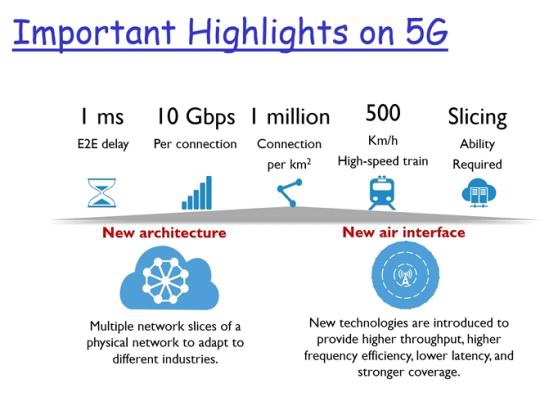 Important Highlights on 5G
1 ms
E2E delay
10 Gbps
Per connection
1 million
Connection
per km²
500
Km/h
High-speed train
Slicing
Ability
Required
New architecture
Multiple network slices of a
physical network to adapt to
different industries.
New air interface
New technologies are introduced to
provide higher throughput, higher
frequency efficiency, lower latency, and
stronger coverage.